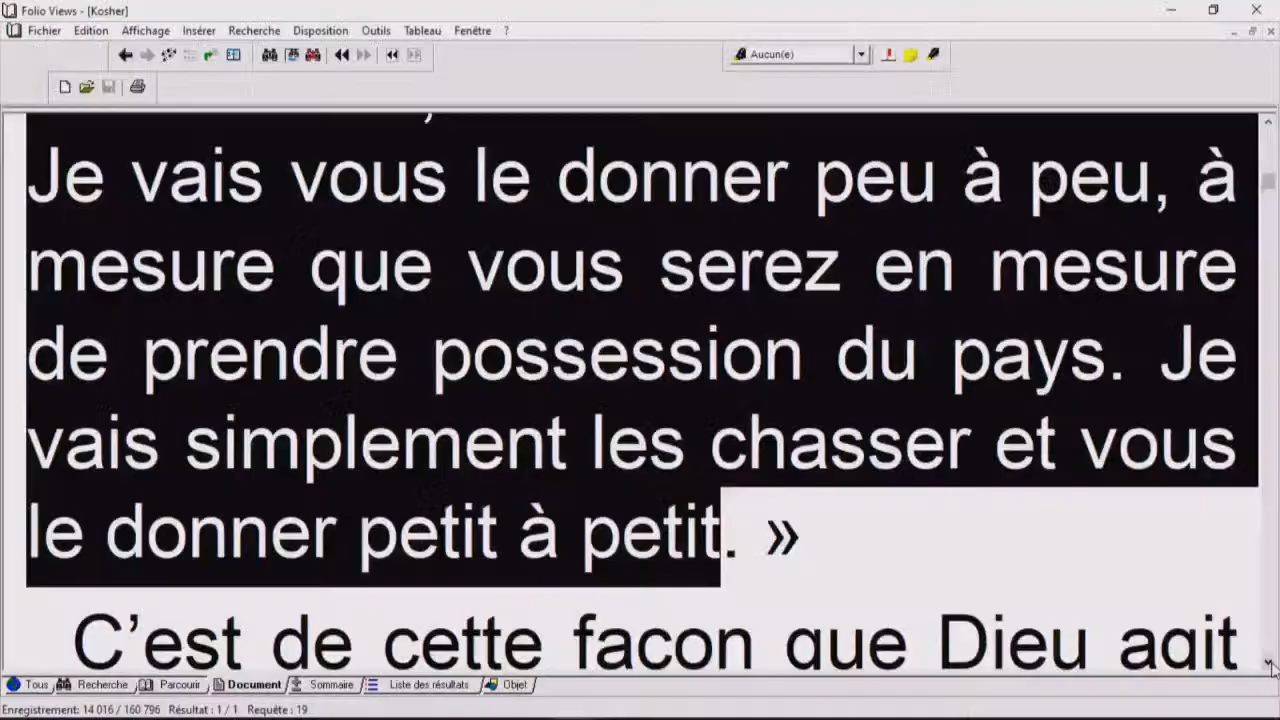 Folio Views - [Kosher]
Fichier Edition Affichage Insérer Recherche Disposition Outils Tableau Fenêtre ?
Aucun(e)
Je vais vous le donner peu à peu, à
mesure que vous serez en mesure
de prendre possession du pays. Je
vais simplement les chasser et vous
le donner petit à petit. »
C’est de cette façon que Dieu agit
Tous Recherche Parcourir Document Sommaire Liste des résultats Objet
Enregistrement: 14 016 / 160 796 Résultat : 1 / 1 Requête : 19